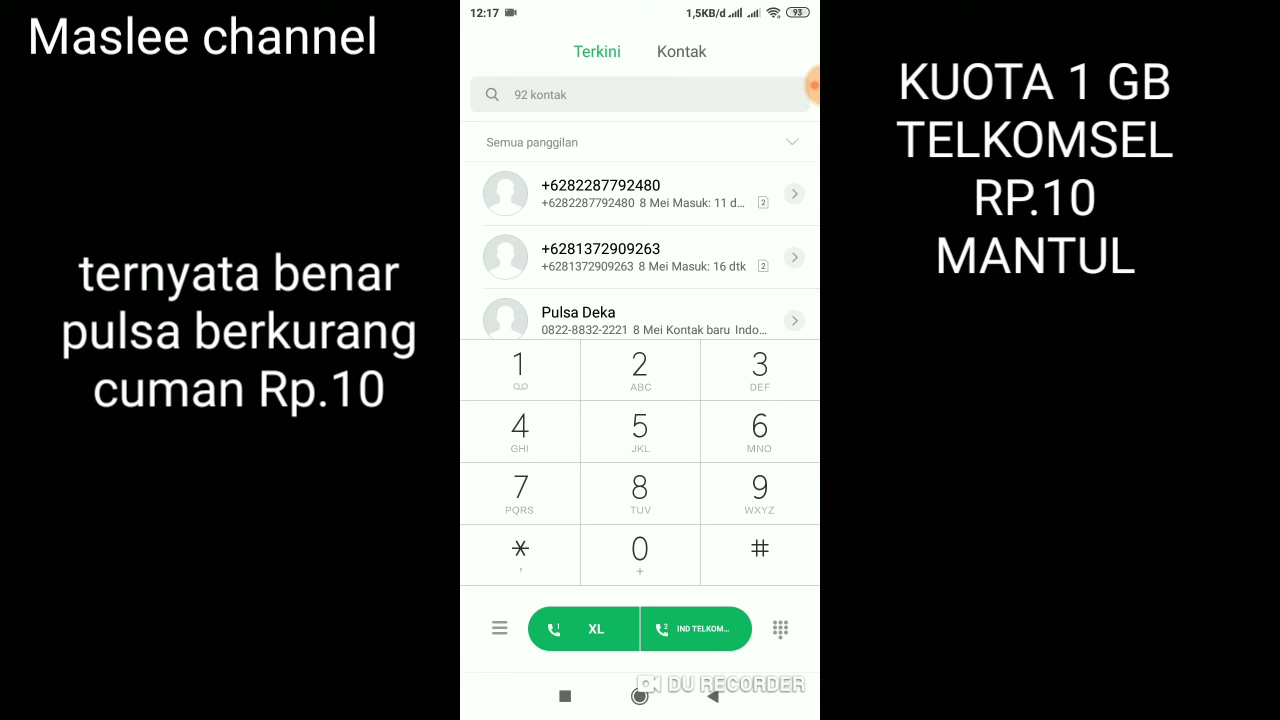 Maslee channel
ternyata benar
pulsa berkurang
cuman Rp.10
12:17
1,5KB/d
93
Terkini
Kontak
92 kontak
Semua panggilan
+6282287792480
+6282287792480 8 Mei Masuk: 11 d...
2
+6281372909263
+6281372909263 8 Mei Masuk: 16 dtk
2
Pulsa Deka
0822-8832-2221 8 Mei Kontak baru Indo...
1 2 3
ABC DEF
4 5 6
GHI JKL MNO
7 8 9
PQRS TUV WXYZ
* 0 #
, +
1 XL
2 IND TELKOM...
DU RECORDER
KUOTA 1 GB
TELKOMSEL
RP.10
MANTUL